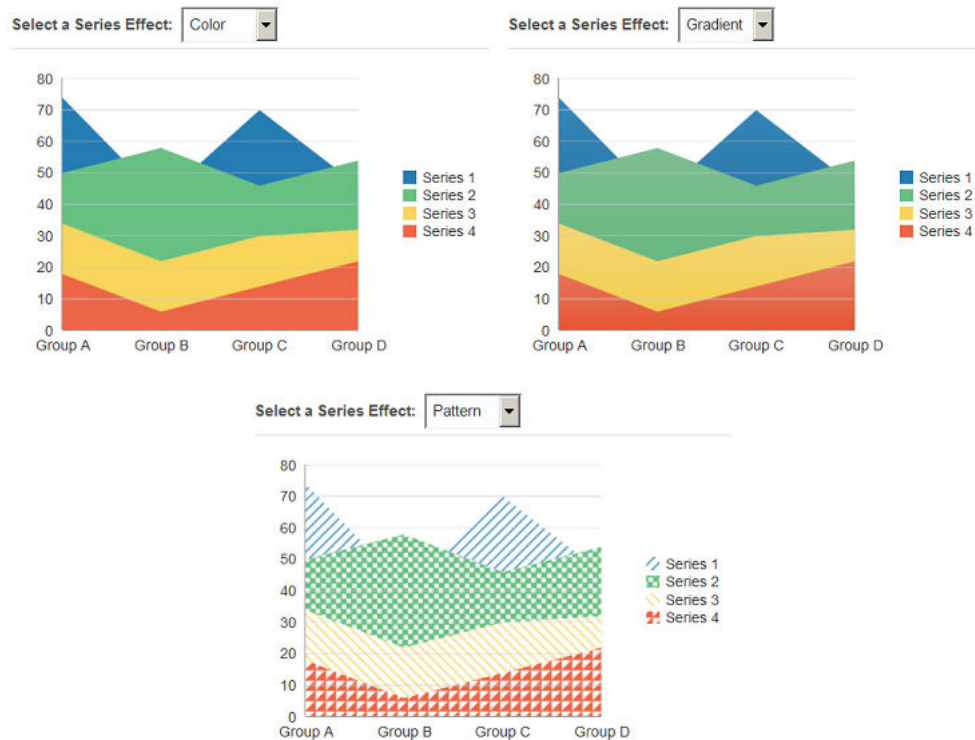 Select a Series Effect: Color
80
70
60
50
40
30
20
10
0
Group A Group B Group C Group D
Series 1
Series 2
Series 3
Series 4
Select a Series Effect: Gradient
80
70
60
50
40
30
20
10
0
Group A Group B Group C Group D
Series 1
Series 2
Series 3
Series 4
Select a Series Effect: Pattern
80
70
60
50
40
30
20
10
0
Group A Group B Group C Group D
Series 1
Series 2
Series 3
Series 4